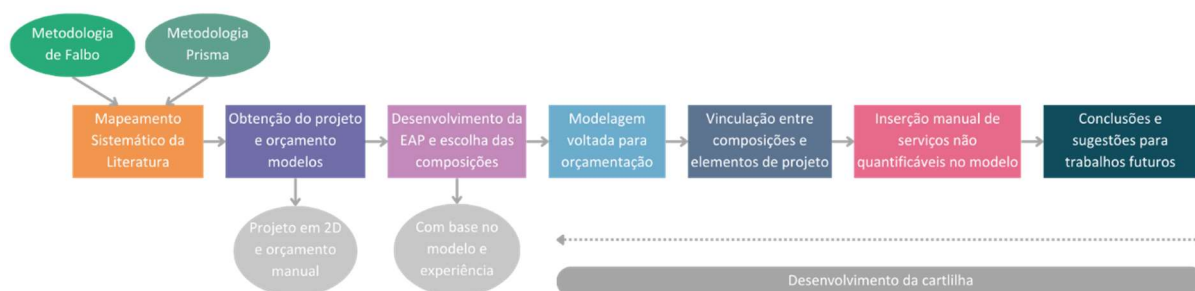 Metodologia
de Falbo
Metodologia
Prisma
Mapeamento
Sistemático da
Literatura
Obtenção do projeto
e orçamento
modelos
Desenvolvimento da
EAP e escolha das
composições
Modelagem
voltada para
orçamentação
Vinculação entre
composições e
elementos de projeto
Inserção manual de
serviços não
quantificáveis no modelo
Conclusões e
sugestões para
trabalhos futuros
Projeto em 2D
e orçamento
manual
Com base no
modelo e
experiência
Desenvolvimento da cartlilha